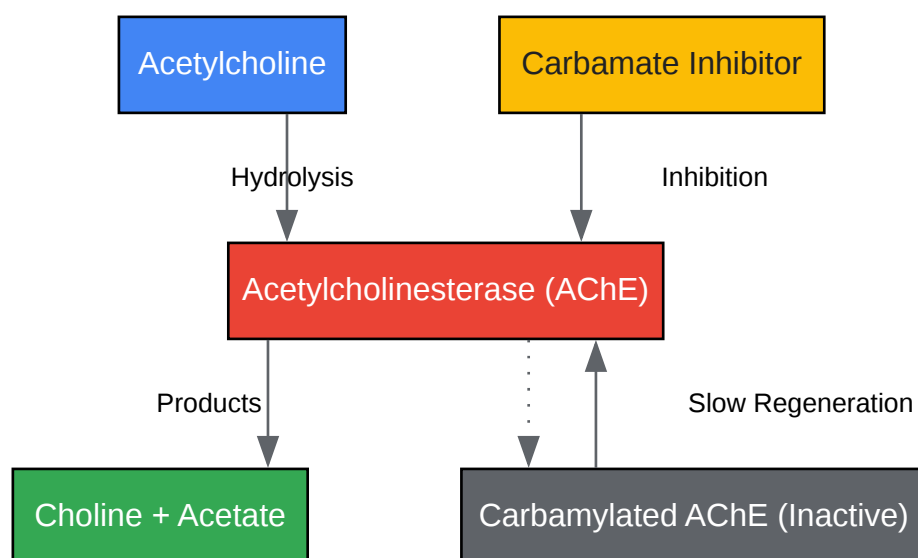 Acetylcholine
Carbamate Inhibitor
Hydrolysis
Inhibition
Acetylcholinesterase (AChE)
Products
Slow Regeneration
Choline + Acetate
Carbamylated AChE (Inactive)